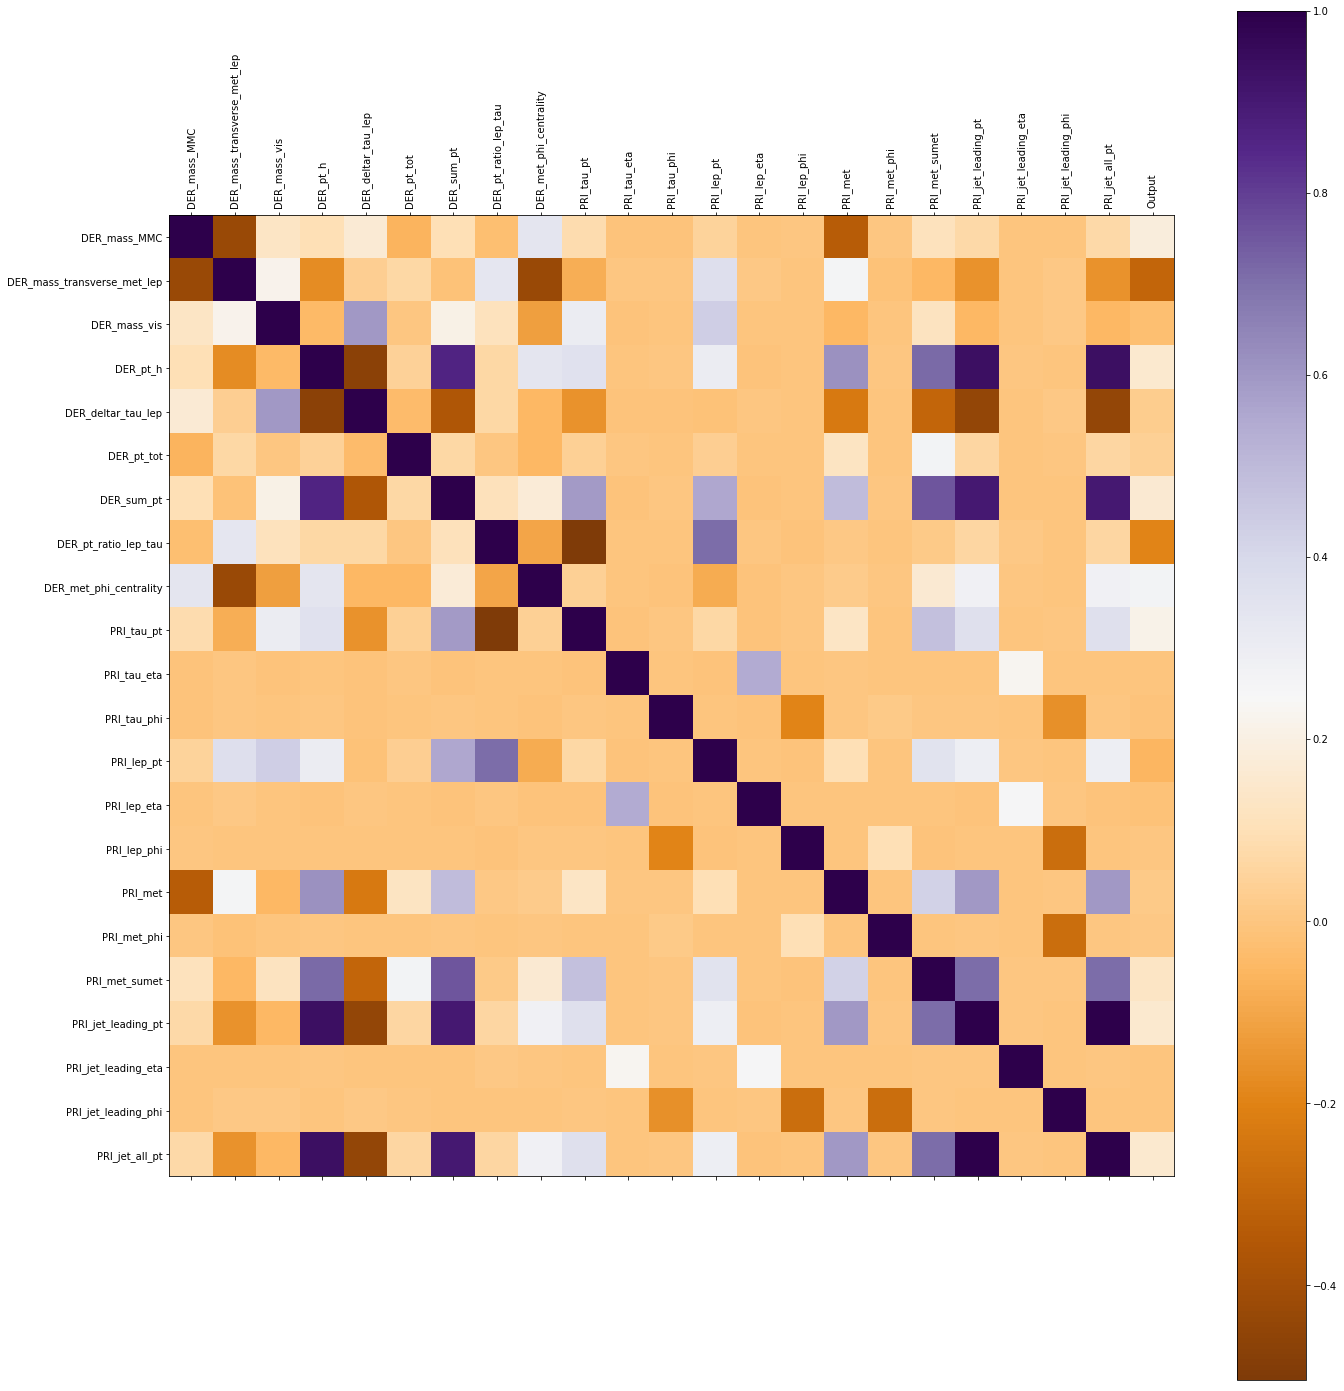 DER_mass_MMC
DER_mass_transverse_met_lep
DER_mass_vis
DER_pt_h
DER_deltar_tau_lep
DER_pt_tot
DER_sum_pt
DER_pt_ratio_lep_tau
DER_met_phi_centrality
PRI_tau_pt
PRI_tau_eta
PRI_tau_phi
PRI_lep_pt
PRI_lep_eta
PRI_lep_phi
PRI_met
PRI_met_phi
PRI_met_sumet
PRI_jet_leading_pt
PRI_jet_leading_eta
PRI_jet_leading_phi
PRI_jet_all_pt
Output
DER_mass_MMC
DER_mass_transverse_met_lep
DER_mass_vis
DER_pt_h
DER_deltar_tau_lep
DER_pt_tot
DER_sum_pt
DER_pt_ratio_lep_tau
DER_met_phi_centrality
PRI_tau_pt
PRI_tau_eta
PRI_tau_phi
PRI_lep_pt
PRI_lep_eta
PRI_lep_phi
PRI_met
PRI_met_phi
PRI_met_sumet
PRI_jet_leading_pt
PRI_jet_leading_eta
PRI_jet_leading_phi
PRI_jet_all_pt
1.0
0.8
0.6
0.4
0.2
0.0
−0.2
−0.4